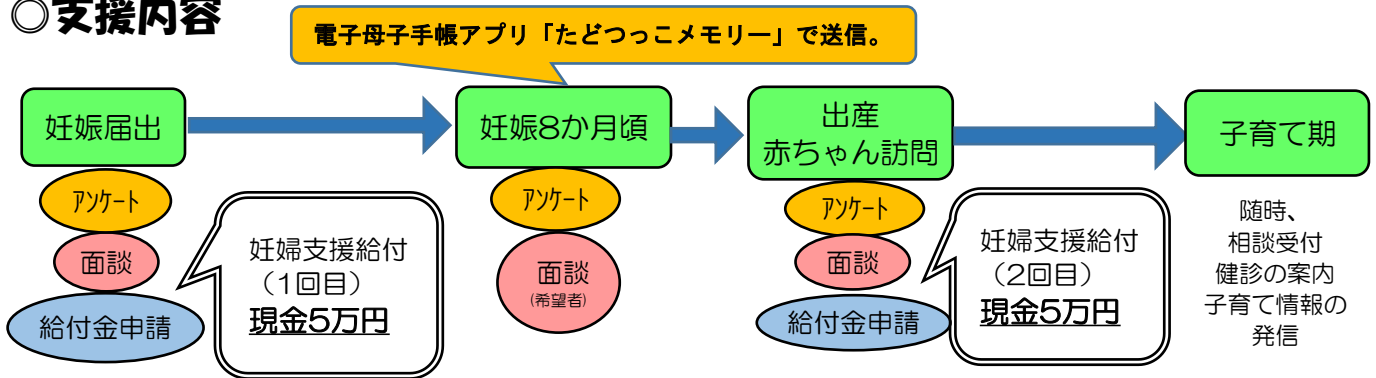 ○支援内容
電子母子手帳アプリ「たどつっこメモリー」で送信。
妊娠届出
アンケート
面談
給付金申請
妊婦支援給付
(1回目)
現金5万円
妊娠8か月頃
アンケート
面談
(希望者)
出産
赤ちゃん訪問
アンケート
面談
給付金申請
妊婦支援給付
(2回目)
現金5万円
子育て期
随時、
相談受付
健診の案内
子育て情報の
発信